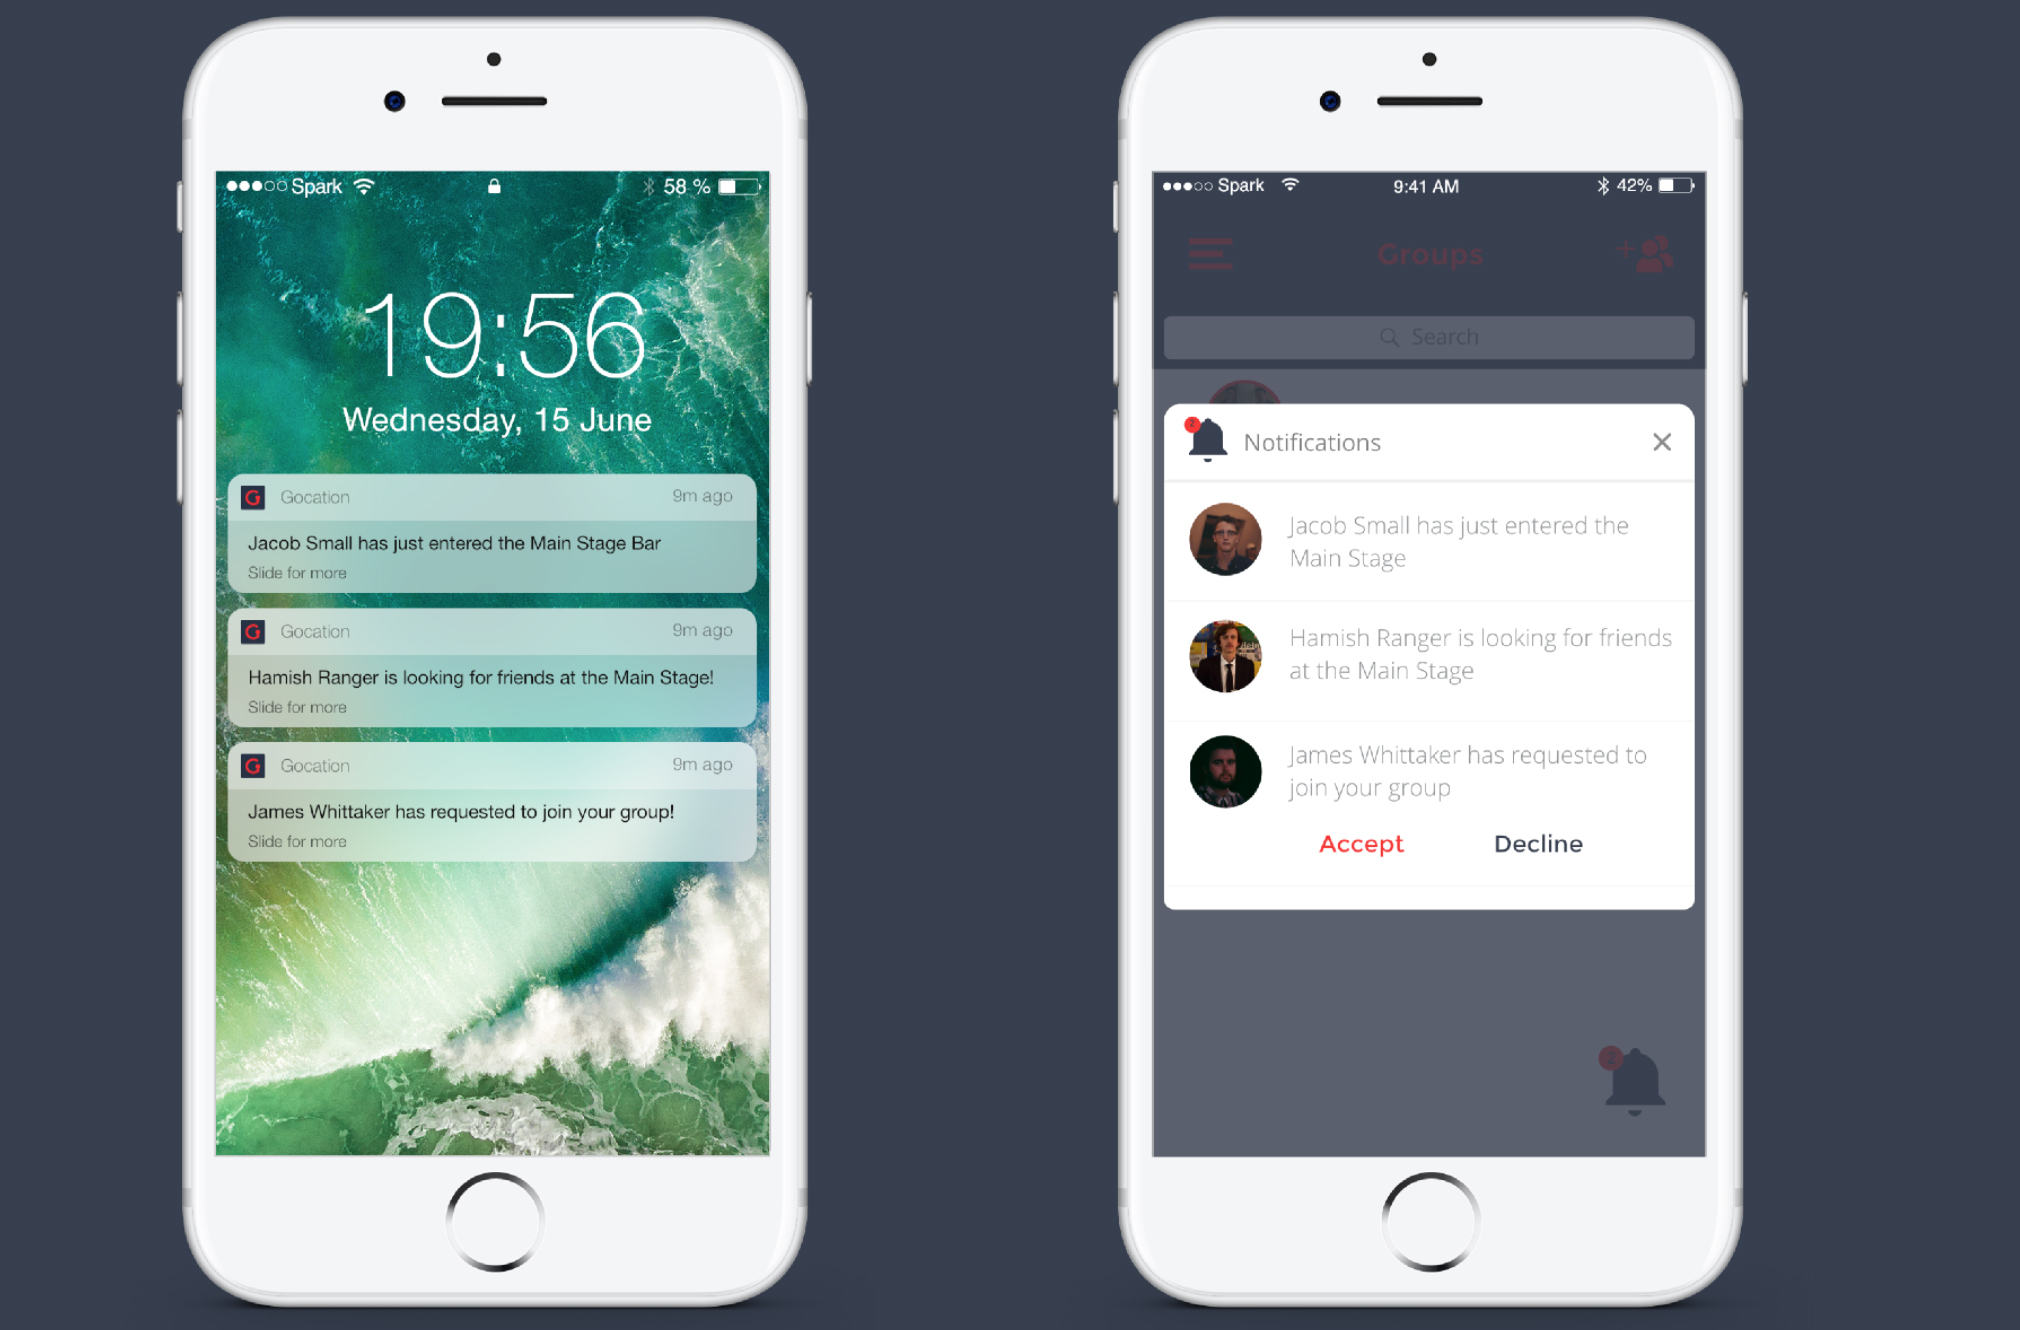 Spark 58 %
19:56
Wednesday, 15 June
G Gocation 9m ago
Jacob Small has just entered the Main Stage Bar
Slide for more
G Gocation 9m ago
Hamish Ranger is looking for friends at the Main Stage!
Slide for more
G Gocation 9m ago
James Whittaker has requested to join your group!
Slide for more
Spark 9:41 AM 42%
Groups
Search
2 Notifications
Jacob Small has just entered the
Main Stage
Hamish Ranger is looking for friends
at the Main Stage
James Whittaker has requested to
join your group
Accept Decline
2